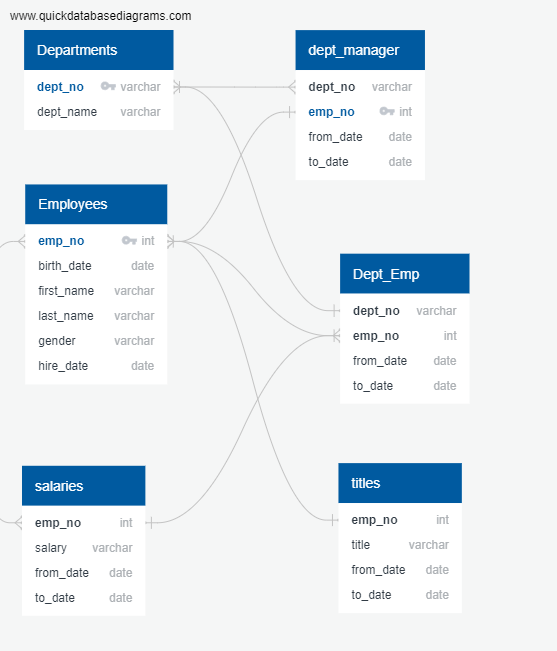 www.quickdatabasediagrams.com
Departments
dept_no varchar
dept_name varchar
dept_manager
dept_no varchar
emp_no int
from_date date
to_date date
Employees
emp_no int
birth_date date
first_name varchar
last_name varchar
gender varchar
hire_date date
Dept_Emp
dept_no varchar
emp_no int
from_date date
to_date date
salaries
emp_no int
salary varchar
from_date date
to_date date
titles
emp_no int
title varchar
from_date date
to_date date